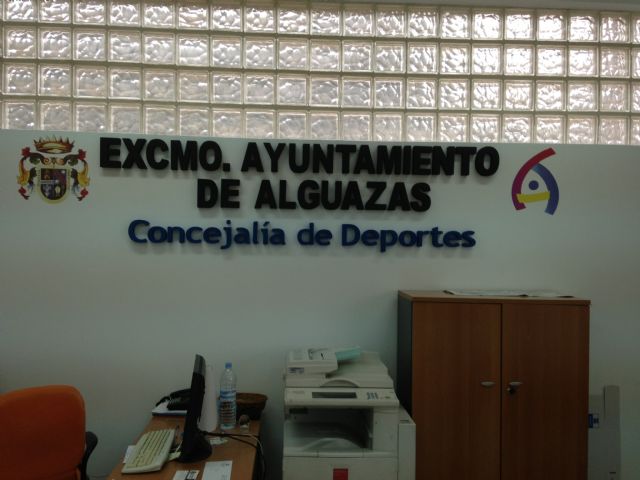 EXCMO. AYUNTAMIENTO
DE ALGUAZAS
Concejalía de Deportes